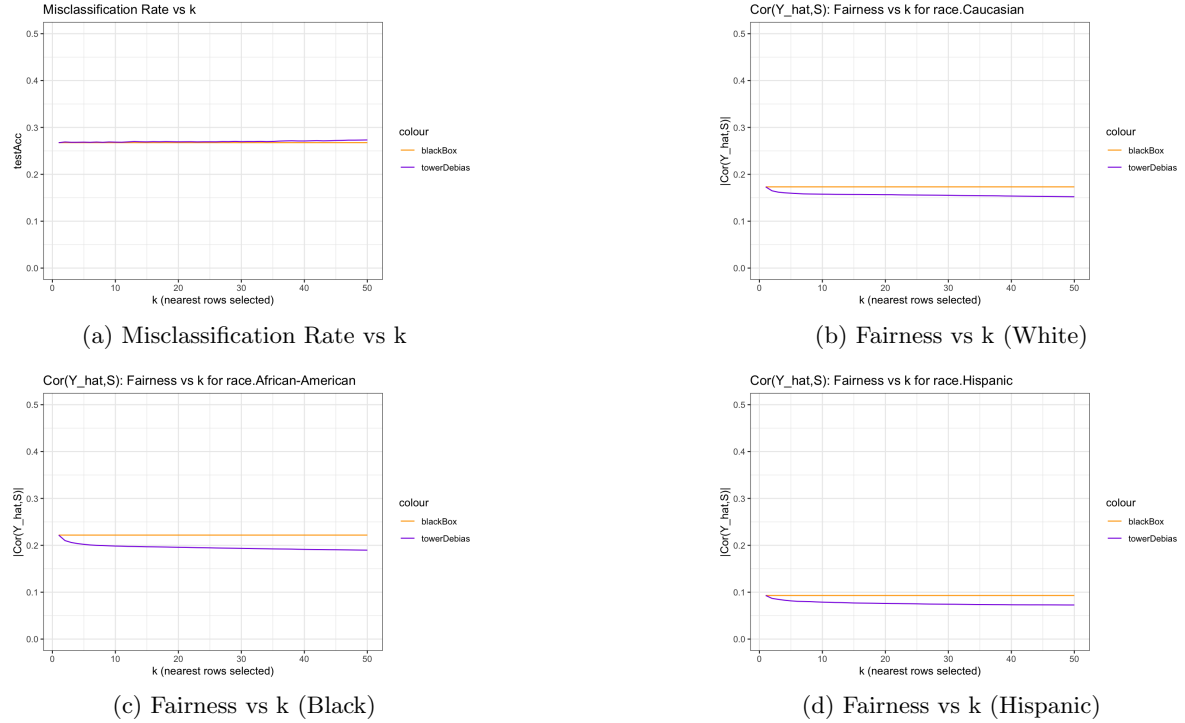 Misclassification Rate vs k
0.5
0.4
0.3
0.2
0.1
0.0
testAcc
0
10
20
30
40
50
k (nearest rows selected)
colour
blackBox
towerDebias
(a) Misclassification Rate vs k
Cor(Y_hat,S): Fairness vs k for race.Caucasian
0.5
0.4
0.3
0.2
0.1
0.0
|Cor(Y_hat,S)|
0
10
20
30
40
50
k (nearest rows selected)
colour
blackBox
towerDebias
(b) Fairness vs k (White)
Cor(Y_hat,S): Fairness vs k for race.African-American
0.5
0.4
0.3
0.2
0.1
0.0
|Cor(Y_hat,S)|
0
10
20
30
40
50
k (nearest rows selected)
colour
blackBox
towerDebias
(c) Fairness vs k (Black)
Cor(Y_hat,S): Fairness vs k for race.Hispanic
0.5
0.4
0.3
0.2
0.1
0.0
|Cor(Y_hat,S)|
0
10
20
30
40
50
k (nearest rows selected)
colour
blackBox
towerDebias
(d) Fairness vs k (Hispanic)